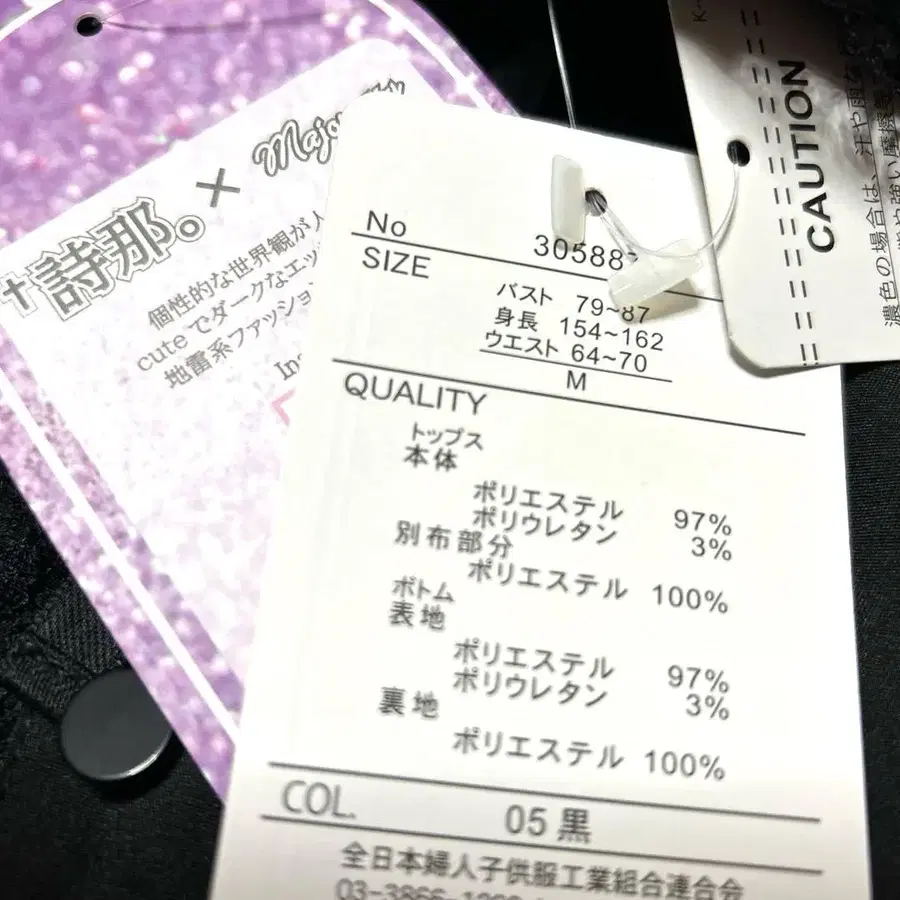 †詩那。× Majo
個性的な世界観が人
cute でダークなエッ
地雷系ファッショ
No
SIZE
バスト 79~87
身長 154~162
ウエスト 64~70
M
QUALITY
トップス
本体
ポリエステル 97%
ポリウレタン 3%
別布部分
ポリエステル 100%
ボトム
表地
ポリエステル 97%
ポリウレタン 3%
裏地
ポリエステル 100%
COL. 05 黒
全日本婦人子供服工業組合連合会
CAUTION
濃色の場合は、汗や雨な